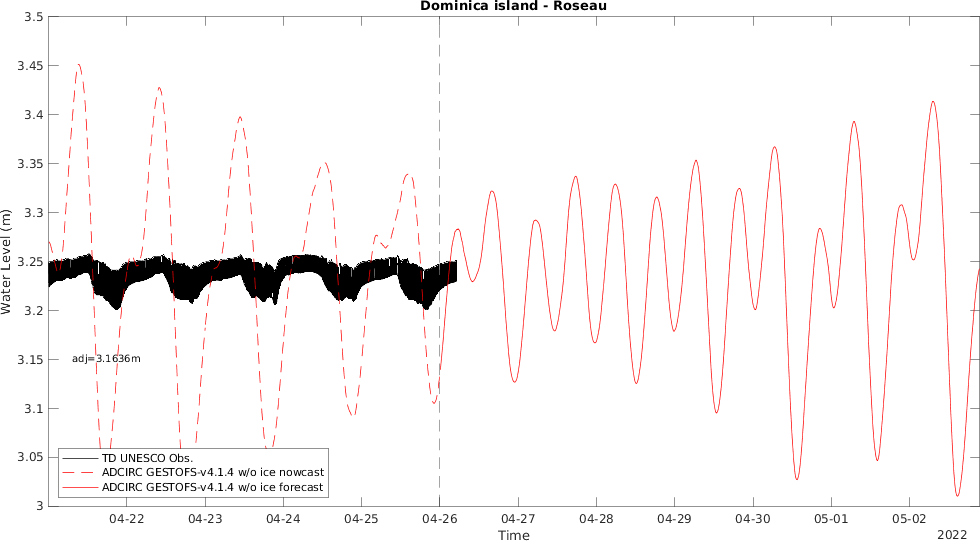 Dominica island - Roseau
3.5
3.45
3.4
3.35
3.3
3.25
3.2
3.15
3.1
3.05
3
Water Level (m)
adj=3.1636m
TD UNESCO Obs.
ADCIRC GESTOFS-v4.1.4 w/o ice nowcast
ADCIRC GESTOFS-v4.1.4 w/o ice forecast
04-22 04-23 04-24 04-25 04-26 04-27 04-28 04-29 04-30 05-01 05-02
Time
2022